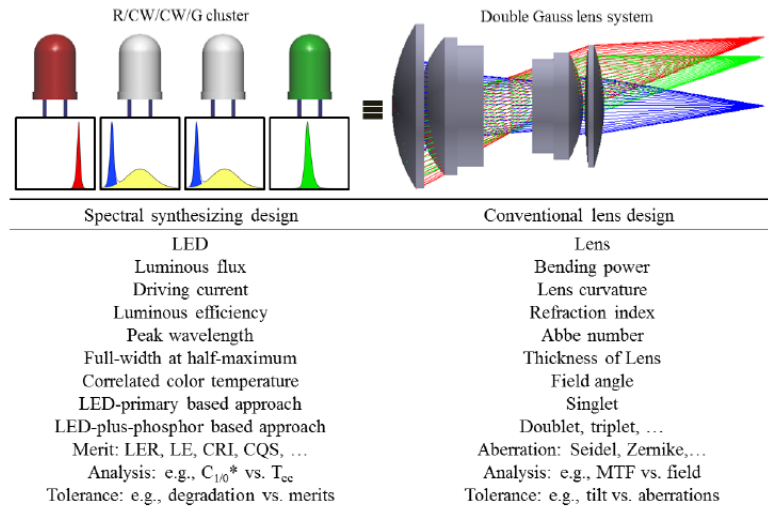 R/CW/CW/G cluster
Double Gauss lens system
Spectral synthesizing design Conventional lens design
LED Lens
Luminous flux Bending power
Driving current Lens curvature
Luminous efficiency Refraction index
Peak wavelength Abbe number
Full-width at half-maximum Thickness of Lens
Correlated color temperature Field angle
LED-primary based approach Singlet
LED-plus-phosphor based approach Doublet, triplet, …
Merit: LER, LE, CRI, CQS, … Aberration: Seidel, Zernike,…
Analysis: e.g., C1/0* vs. Tcc Analysis: e.g., MTF vs. field
Tolerance: e.g., degradation vs. merits Tolerance: e.g., tilt vs. aberrations